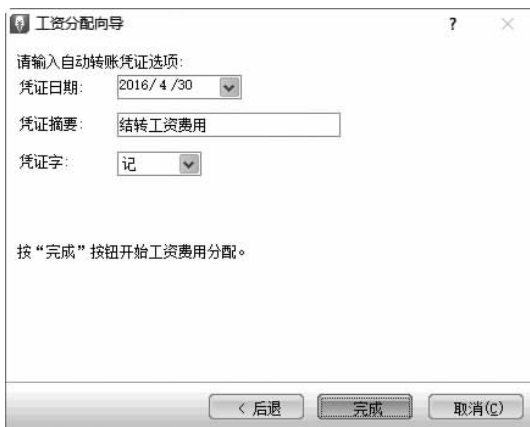 工资分配向导 ?
请输入自动转账凭证选项:
凭证日期: 2016/ 4 /30
凭证摘要: 结转工资费用
凭证字: 记
按“完成”按钮开始工资费用分配。
< 后退 完成 取消(C)